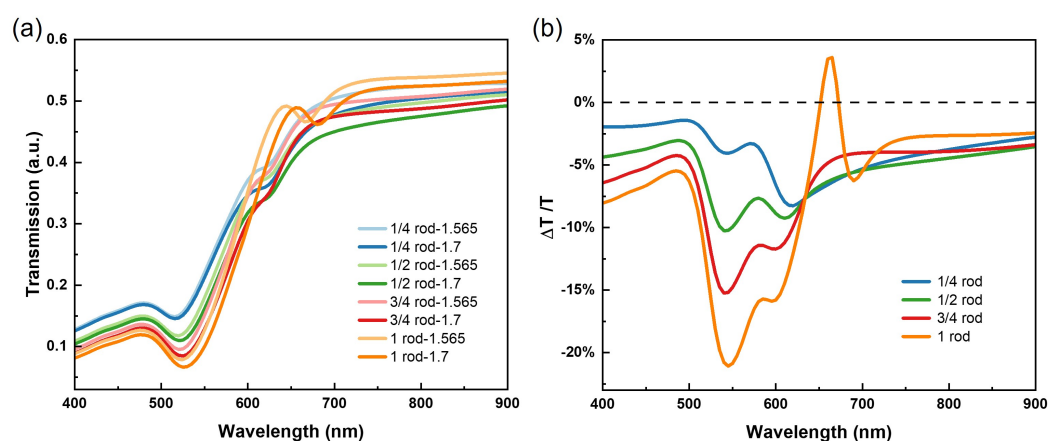 (a)
0.6
0.5
0.4
0.3
0.2
0.1
400 500 600 700 800 900
Transmission (a.u.)
Wavelength (nm)
1/4 rod-1.565
1/4 rod-1.7
1/2 rod-1.565
1/2 rod-1.7
3/4 rod-1.565
3/4 rod-1.7
1 rod-1.565
1 rod-1.7
(b)
5%
0%
-5%
-10%
-15%
-20%
400 500 600 700 800 900
ΔT /T
Wavelength (nm)
1/4 rod
1/2 rod
3/4 rod
1 rod